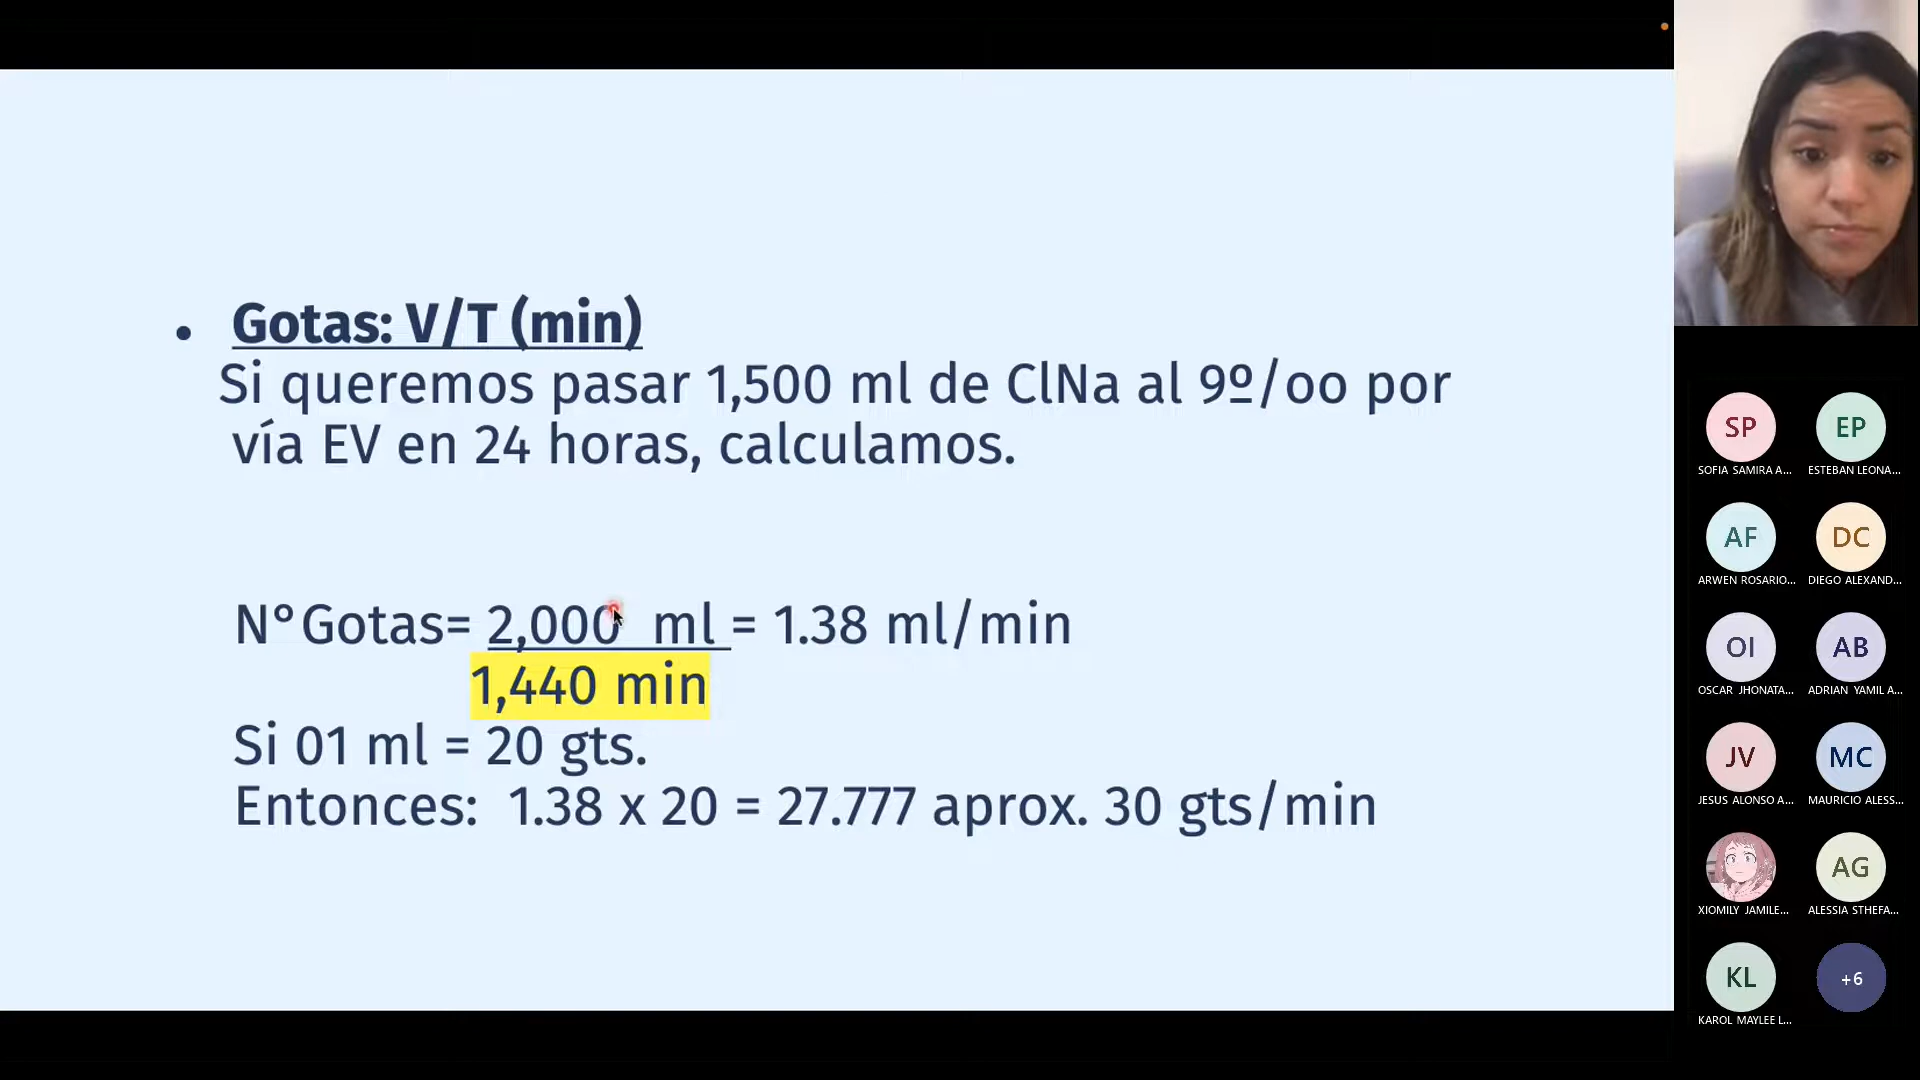 • Gotas: V/T (min)
Si queremos pasar 1,500 ml de ClNa al 9º/oo por
vía EV en 24 horas, calculamos.
N°Gotas= 2,000 ml = 1.38 ml/min
1,440 min
Si 01 ml = 20 gts.
Entonces: 1.38 x 20 = 27.777 aprox. 30 gts/min
SP
EP
SOFIA SAMIRA A...
ESTEBAN LEONA...
AF
DC
ARWEN ROSARIO...
DIEGO ALEXAND...
OI
AB
OSCAR JHONATA...
ADRIAN YAMIL A...
JV
MC
JESUS ALONSO A...
MAURICIO ALESS...
AG
XIOMILY JAMILE...
ALESSIA STHEFA...
KL
+6
KAROL MAYLEE L...